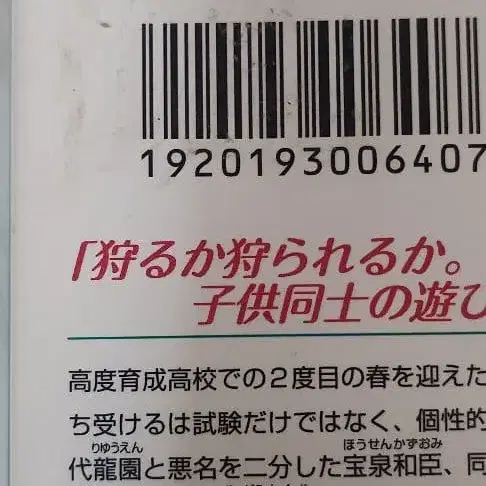 1920193006407
「狩るか狩られるか。
子供同士の遊び
高度育成高校での２度目の春を迎えた
ち受けるは試験だけではなく、個性的
りゅうえん
ほうせんかずおみ
代龍園と悪名を二分した宝泉和臣、同